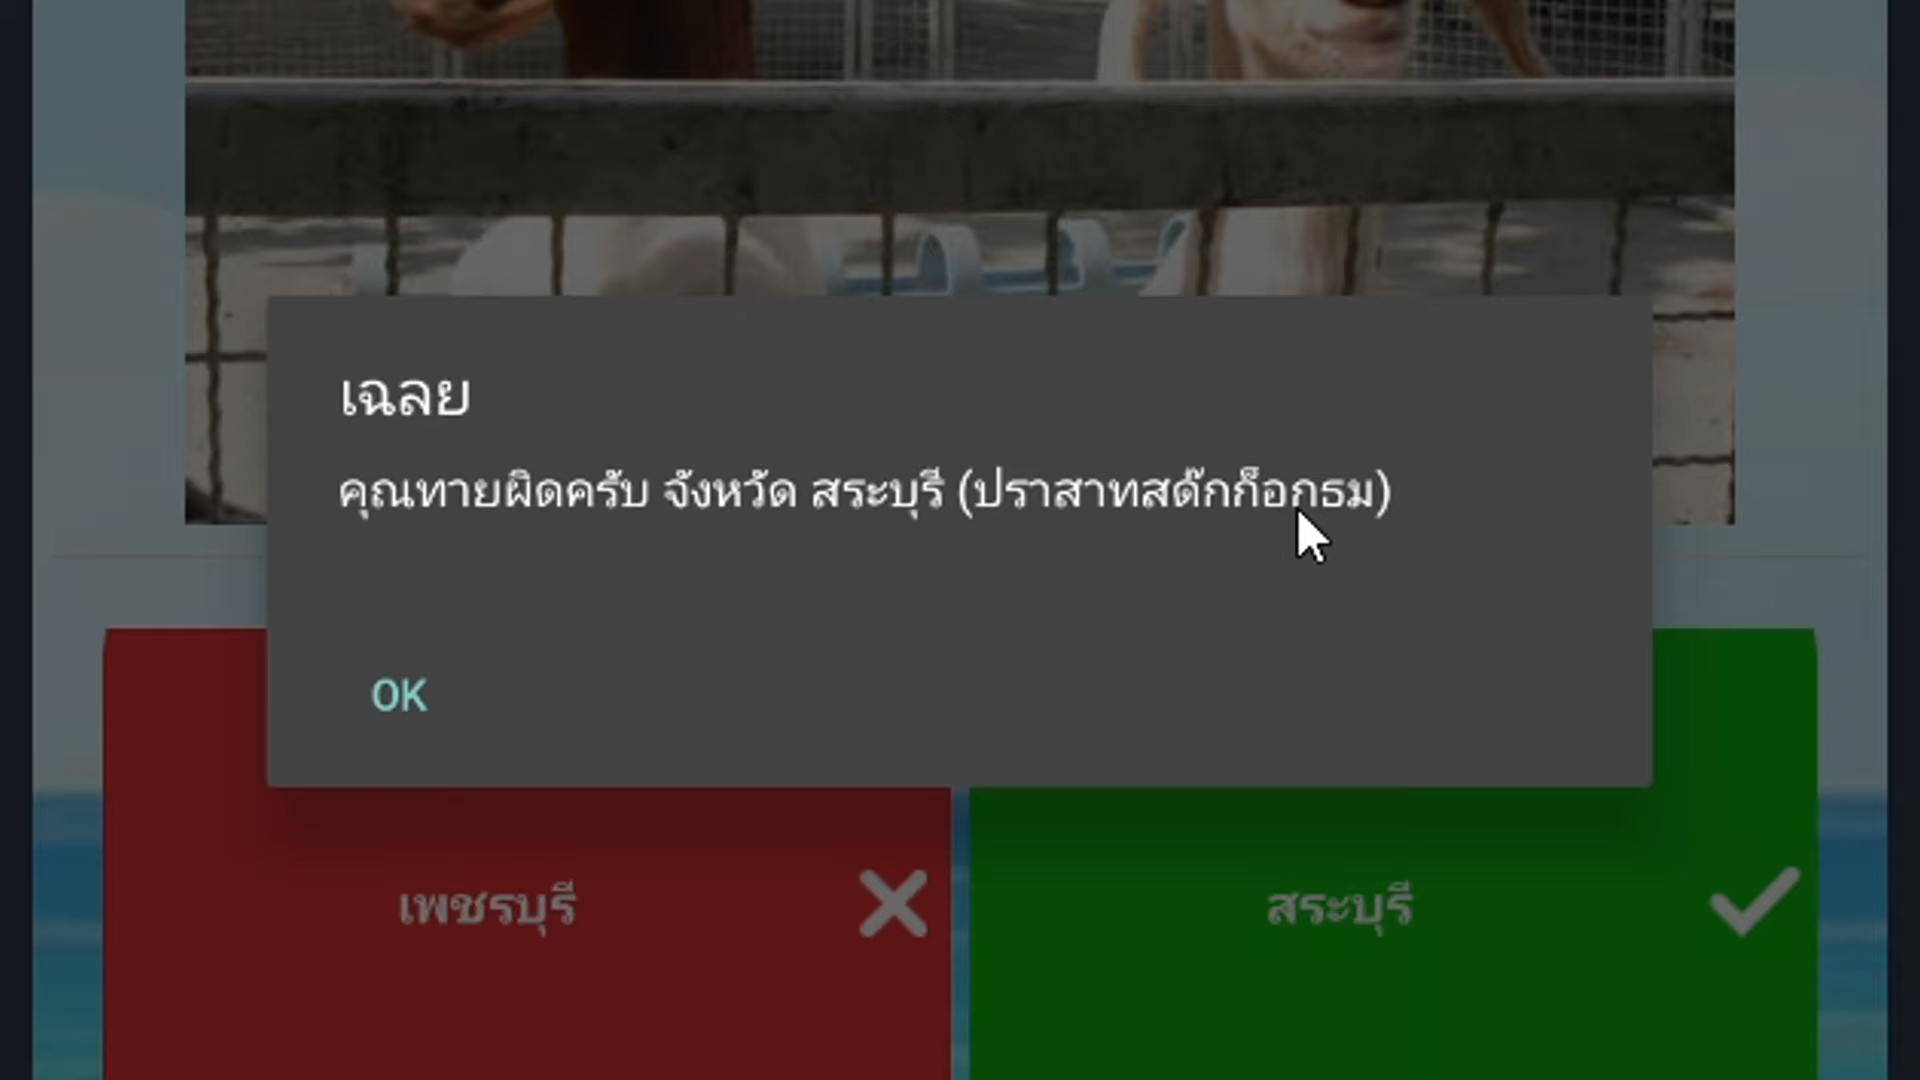 เฉลย
คุณทายผิดครับ จังหวัด สระบุรี (ปราสาทสด๊กก็อกธม)
OK
เพชรบุรี
สระบุรี